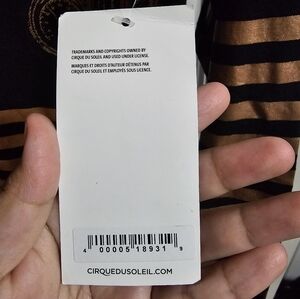 TRADEMARKS AND COPYRIGHTS OWNED BY
CIRQUE DU SOLEIL AND USED UNDER LICENSE.
MARQUES ET DROITS D'AUTEUR DÉTENUS PAR
CIRQUE DU SOLEIL ET EMPLOYÉS SOUS LICENCE.
4 00005 18931 9
CIRQUEDUSOLEIL.COM